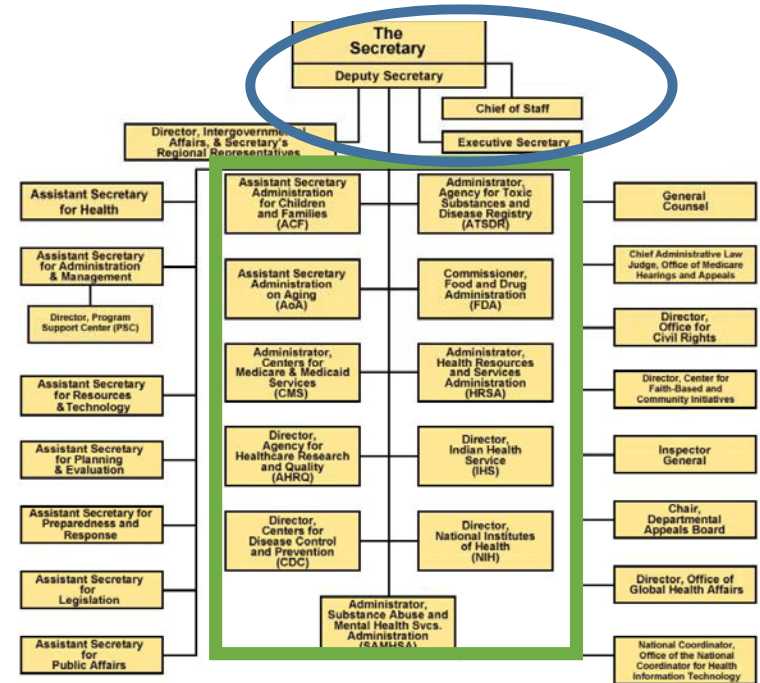 The
Secretary
Deputy Secretary
Chief of Staff
Executive Secretary
Director, Intergovernmental
Affairs, & Secretary's
Regional Representatives
Assistant Secretary
for Health
Assistant Secretary
for Administration
& Management
Director, Program
Support Center (PSC)
Assistant Secretary
for Resources
& Technology
Assistant Secretary
for Planning
& Evaluation
Assistant Secretary for
Preparedness and
Response
Assistant Secretary
for
Legislation
Assistant Secretary
for
Public Affairs
Assistant Secretary
Administration
for Children
and Families
(ACF)
Administrator,
Agency for Toxic
Substances and
Disease Registry
(ATSDR)
Assistant Secretary
Administration
on Aging
(AoA)
Commissioner,
Food and Drug
Administration
(FDA)
Administrator,
Centers for
Medicare & Medicaid
Services
(CMS)
Administrator,
Health Resources
and Services
Administration
(HRSA)
Director,
Agency for
Healthcare Research
and Quality
(AHRQ)
Director,
Indian Health
Service
(IHS)
Director,
Centers for
Disease Control
and Prevention
(CDC)
Director,
National Institutes
of Health
(NIH)
Administrator,
Substance Abuse and
Mental Health Svcs.
Administration
(SAMHSA)
General
Counsel
Chief Administrative Law
Judge, Office of Medicare
Hearings and Appeals
Director,
Office for
Civil Rights
Director, Center for
Faith-Based and
Community Initiatives
Inspector
General
Chair,
Departmental
Appeals Board
Director, Office of
Global Health Affairs
National Coordinator,
Office of the National
Coordinator for Health
Information Technology